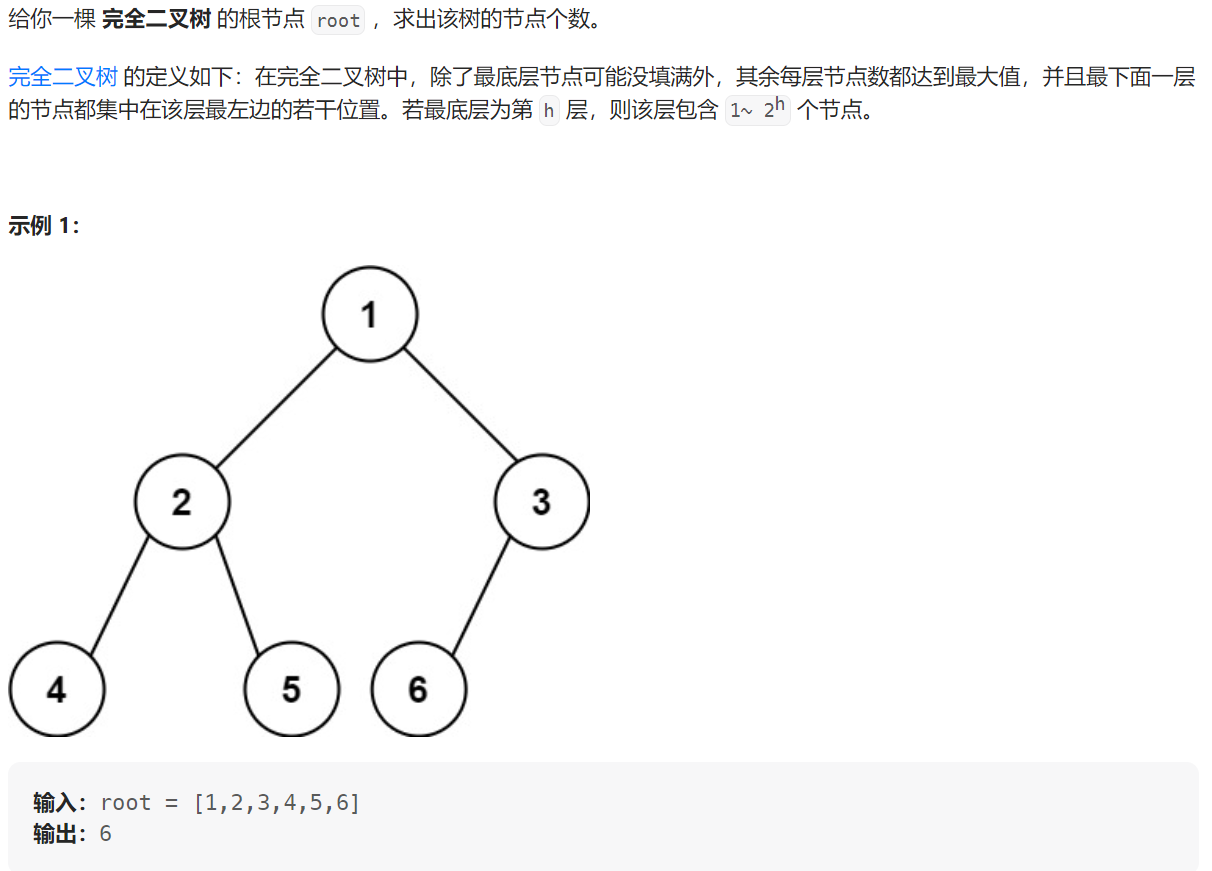 给你一棵 完全二叉树 的根节点 root ，求出该树的节点个数。
完全二叉树 的定义如下：在完全二叉树中，除了最底层节点可能没填满外，其余每层节点数都达到最大值，并且最下面一层
的节点都集中在该层最左边的若干位置。若最底层为第 h 层，则该层包含 1~ 2^h 个节点。
示例 1：
1
2 3
4 5 6
输入：root = [1,2,3,4,5,6]
输出：6